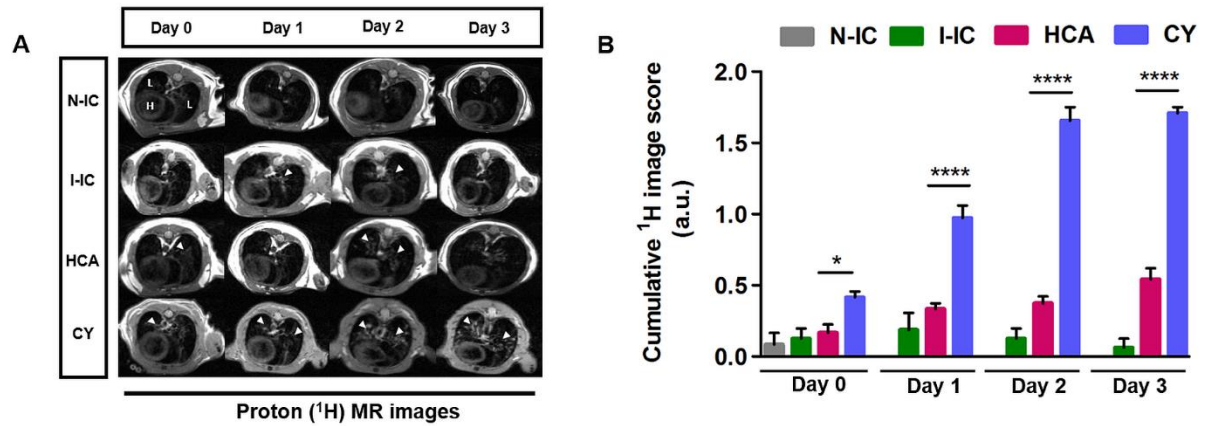 A
Day 0 Day 1 Day 2 Day 3
N-IC
L
H
L
I-IC
HCA
CY
Proton (¹H) MR images
B
N-IC I-IC HCA CY
Cumulative ¹H image score
(a.u.)
2.0
1.5
1.0
0.5
0.0
*
****
****
****
Day 0 Day 1 Day 2 Day 3